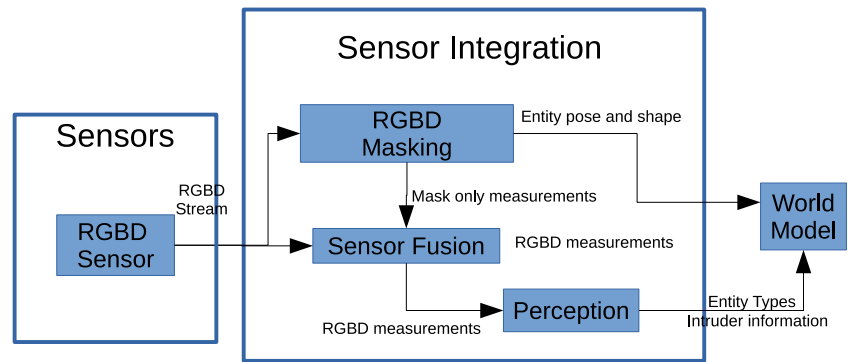 Sensor Integration
Sensors
RGBD
Masking
Entity pose and shape
RGBD
Stream
Mask only measurements
RGBD
Sensor
Sensor Fusion
RGBD measurements
World
Model
RGBD measurements
Perception
Entity Types
Intruder information